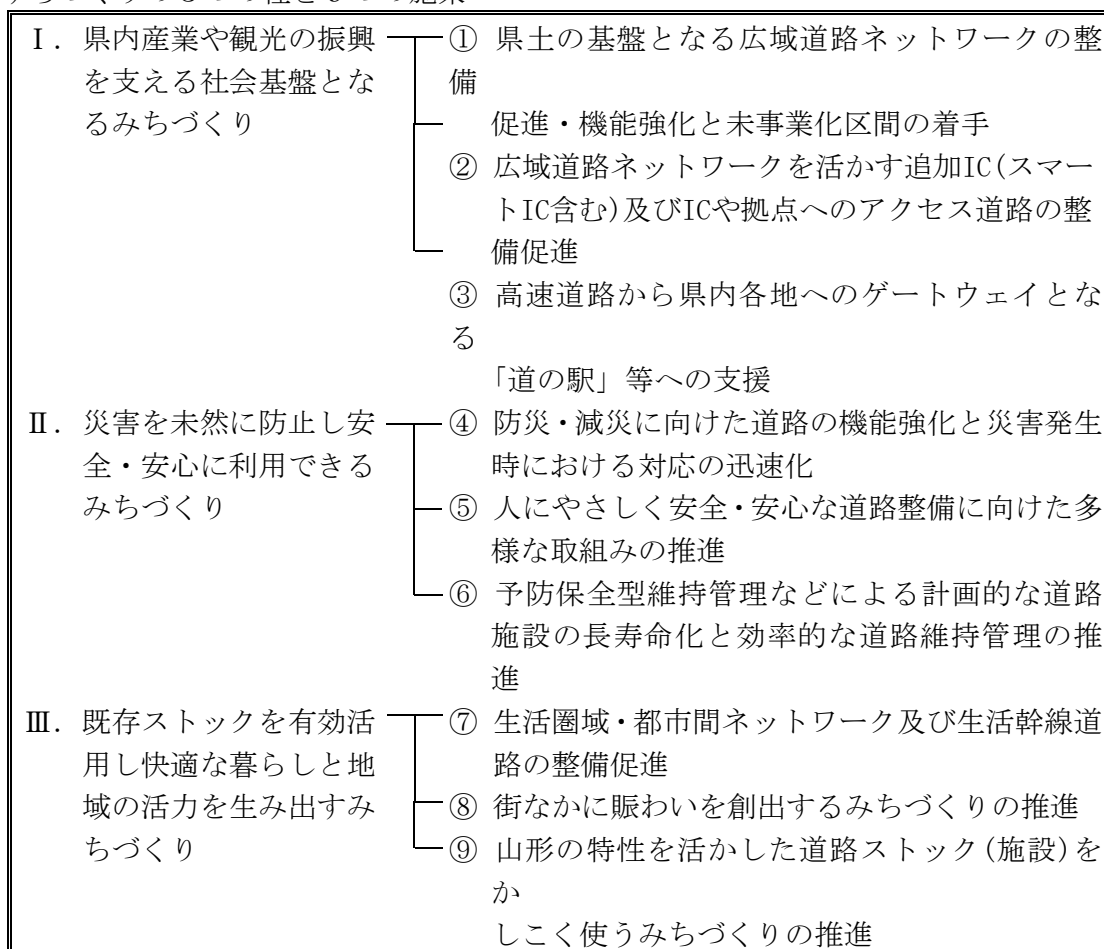 Ⅰ．県内産業や観光の振興
を支える社会基盤とな
るみちづくり
① 県土の基盤となる広域道路ネットワークの整
備
促進・機能強化と未事業化区間の着手
② 広域道路ネットワークを活かす追加IC(スマー
トIC含む)及びICや拠点へのアクセス道路の整
備促進
③ 高速道路から県内各地へのゲートウェイとな
る
「道の駅」等への支援
Ⅱ．災害を未然に防止し安
全・安心に利用できる
みちづくり
④ 防災・減災に向けた道路の機能強化と災害発生
時における対応の迅速化
⑤ 人にやさしく安全・安心な道路整備に向けた多
様な取組みの推進
⑥ 予防保全型維持管理などによる計画的な道路
施設の長寿命化と効率的な道路維持管理の推
進
Ⅲ．既存ストックを有効活
用し快適な暮らしと地
域の活力を生み出すみ
ちづくり
⑦ 生活圏域・都市間ネットワーク及び生活幹線道
路の整備促進
⑧ 街なかに賑わいを創出するみちづくりの推進
⑨ 山形の特性を活かした道路ストック(施設)を
か
しこく使うみちづくりの推進